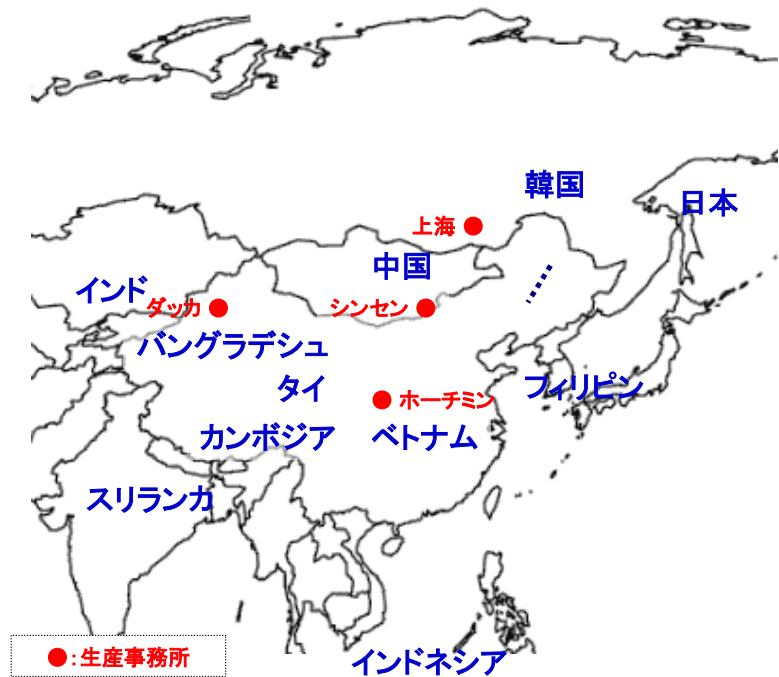 韓国
日本
上海
中国
インド
ダッカ
シンセン
バングラデシュ
タイ
フィリピン
ホーチミン
カンボジア
ベトナム
スリランカ
●:生産事務所
インドネシア